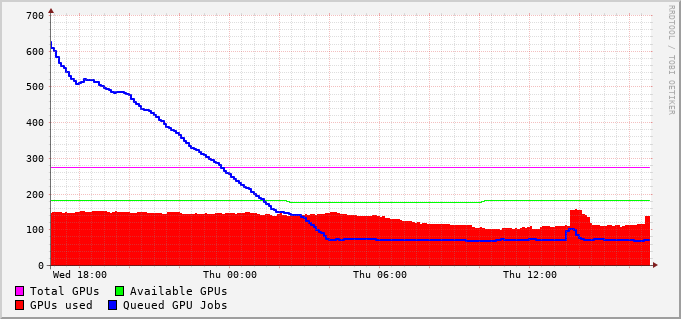 700
600
500
400
300
200
100
0
Wed 18:00 Thu 00:00 Thu 06:00 Thu 12:00
Total GPUs Available GPUs
GPUs used Queued GPU Jobs
RRDTOOL / TOBI OETIKER